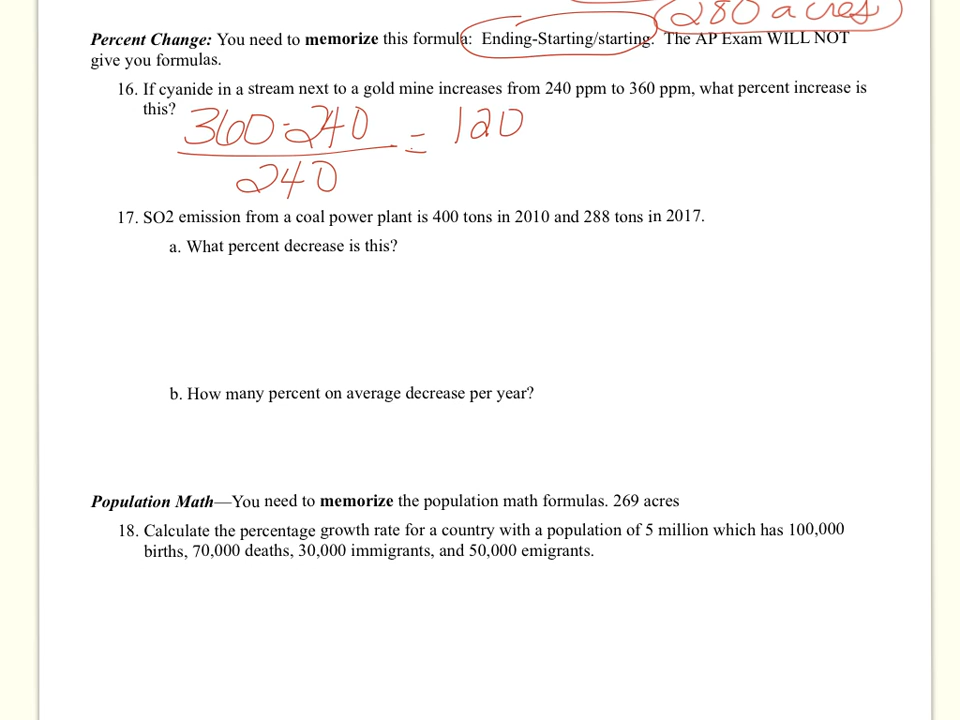 280 acres
Percent Change: You need to memorize this formula: Ending-Starting/starting. The AP Exam WILL NOT
give you formulas.
16. If cyanide in a stream next to a gold mine increases from 240 ppm to 360 ppm, what percent increase is
this?
360-240 = 120
240
17. SO2 emission from a coal power plant is 400 tons in 2010 and 288 tons in 2017.
a. What percent decrease is this?
b. How many percent on average decrease per year?
Population Math—You need to memorize the population math formulas. 269 acres
18. Calculate the percentage growth rate for a country with a population of 5 million which has 100,000
births, 70,000 deaths, 30,000 immigrants, and 50,000 emigrants.